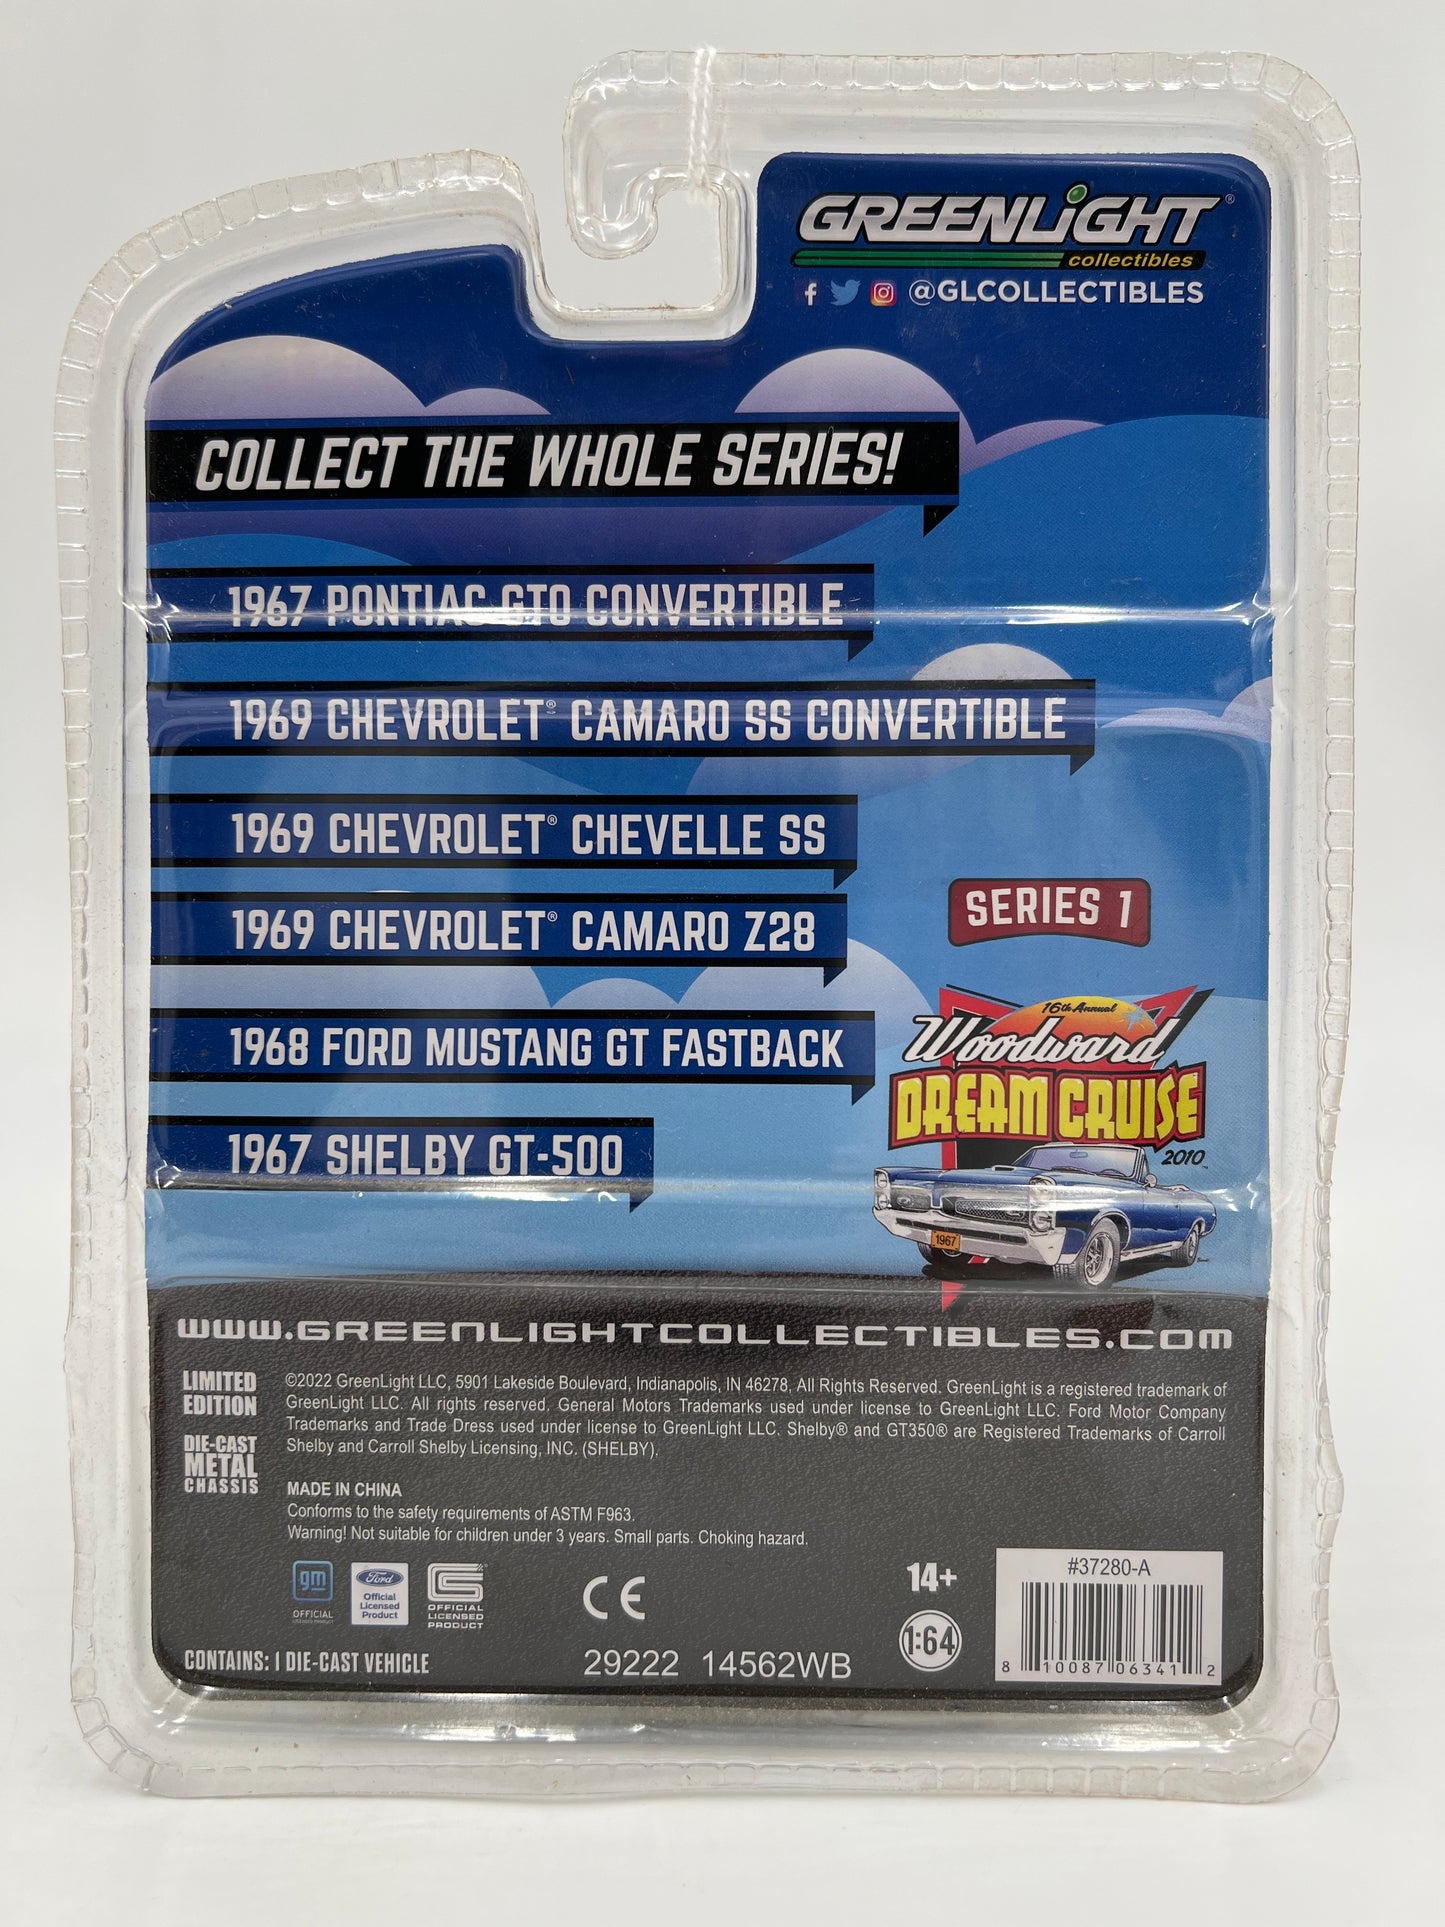 GREENLiGHT®
collectibles
@GLCOLLECTIBLES
COLLECT THE WHOLE SERIES!
1967 PONTIAC GTO CONVERTIBLE
1969 CHEVROLET® CAMARO SS CONVERTIBLE
1969 CHEVROLET® CHEVELLE SS
1969 CHEVROLET® CAMARO Z28
1968 FORD MUSTANG GT FASTBACK
1967 SHELBY GT-500
SERIES 1
16th Annual
Woodward
DREAM CRUISE
2010
1967
WWW.GREENLIGHTCOLLECTIBLES.COM
LIMITED
EDITION
DIE-CAST
METAL
CHASSIS
©2022 GreenLight LLC, 5901 Lakeside Boulevard, Indianapolis, IN 46278, All Rights Reserved. GreenLight is a registered trademark of
GreenLight LLC. All rights reserved. General Motors Trademarks used under license to GreenLight LLC. Ford Motor Company
Trademarks and Trade Dress used under license to GreenLight LLC. Shelby® and GT350® are Registered Trademarks of Carroll
Shelby and Carroll Shelby Licensing, INC. (SHELBY).
MADE IN CHINA
Conforms to the safety requirements of ASTM F963.
Warning! Not suitable for children under 3 years. Small parts. Choking hazard.
gm
OFFICIAL
LICENSED PRODUCT
Ford
Official
Licensed
Product
CS
OFFICIAL
LICENSED
PRODUCT
CE
14+
1:64
#37280-A
8 10087 06341 2
CONTAINS: 1 DIE-CAST VEHICLE
29222 14562WB